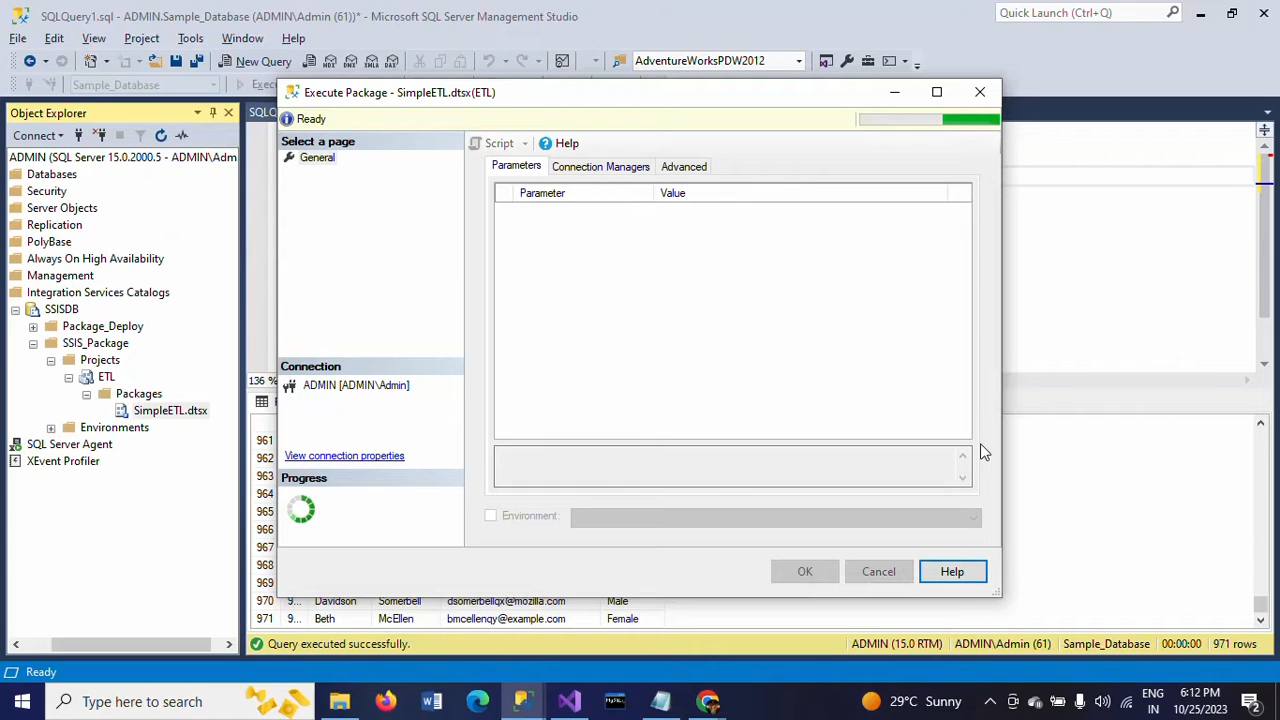 SQLQuery1.sql - ADMIN.Sample_Database (ADMIN\Admin (61))* - Microsoft SQL Server Management Studio
Quick Launch (Ctrl+Q)
File Edit View Project Tools Window Help
New Query
AdventureWorksPDW2012
Sample_Database
Object Explorer
Connect
ADMIN (SQL Server 15.0.2000.5 - ADMIN\Adm
Databases
Security
Server Objects
Replication
PolyBase
Always On High Availability
Management
Integration Services Catalogs
SSISDB
Package_Deploy
SSIS_Package
Projects
ETL
Packages
SimpleETL.dtsx
Environments
SQL Server Agent
XEvent Profiler
Execute Package - SimpleETL.dtsx(ETL)
Ready
Select a page
General
Script
Help
Parameters Connection Managers Advanced
Parameter Value
Connection
ADMIN [ADMIN\Admin]
View connection properties
Progress
Environment:
OK Cancel Help
136 %
961
962
963
964
965
966
967
968
969
970 9... Davidson Somerbell dsomerbellqx@mozilla.com Male
971 9... Beth McEllen bmcellenqy@example.com Female
Query executed successfully.
ADMIN (15.0 RTM) ADMIN\Admin (61) Sample_Database 00:00:00 971 rows
Ready
Type here to search
29°C Sunny
ENG
IN
6:12 PM
10/25/2023
2